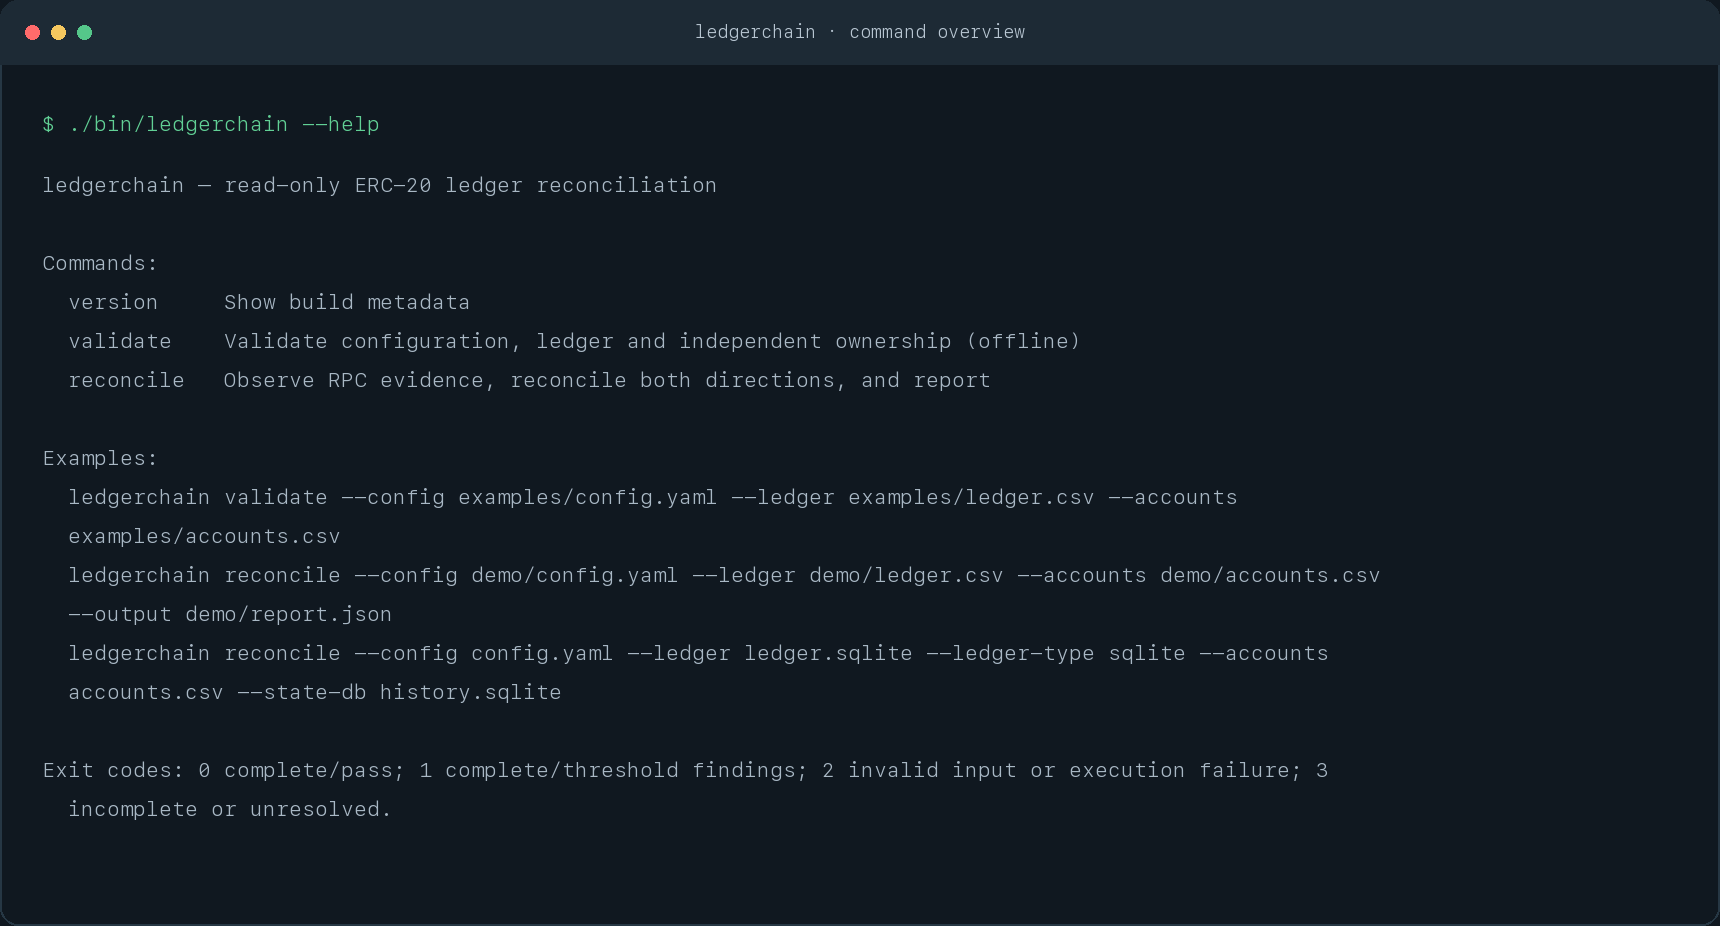 ledgerchain · command overview
$ ./bin/ledgerchain --help
ledgerchain — read-only ERC-20 ledger reconciliation
Commands:
  version     Show build metadata
  validate    Validate configuration, ledger and independent ownership (offline)
  reconcile   Observe RPC evidence, reconcile both directions, and report
Examples:
  ledgerchain validate --config examples/config.yaml --ledger examples/ledger.csv --accounts
  examples/accounts.csv
  ledgerchain reconcile --config demo/config.yaml --ledger demo/ledger.csv --accounts demo/accounts.csv
  --output demo/report.json
  ledgerchain reconcile --config config.yaml --ledger ledger.sqlite --ledger-type sqlite --accounts
  accounts.csv --state-db history.sqlite
Exit codes: 0 complete/pass; 1 complete/threshold findings; 2 invalid input or execution failure; 3
  incomplete or unresolved.